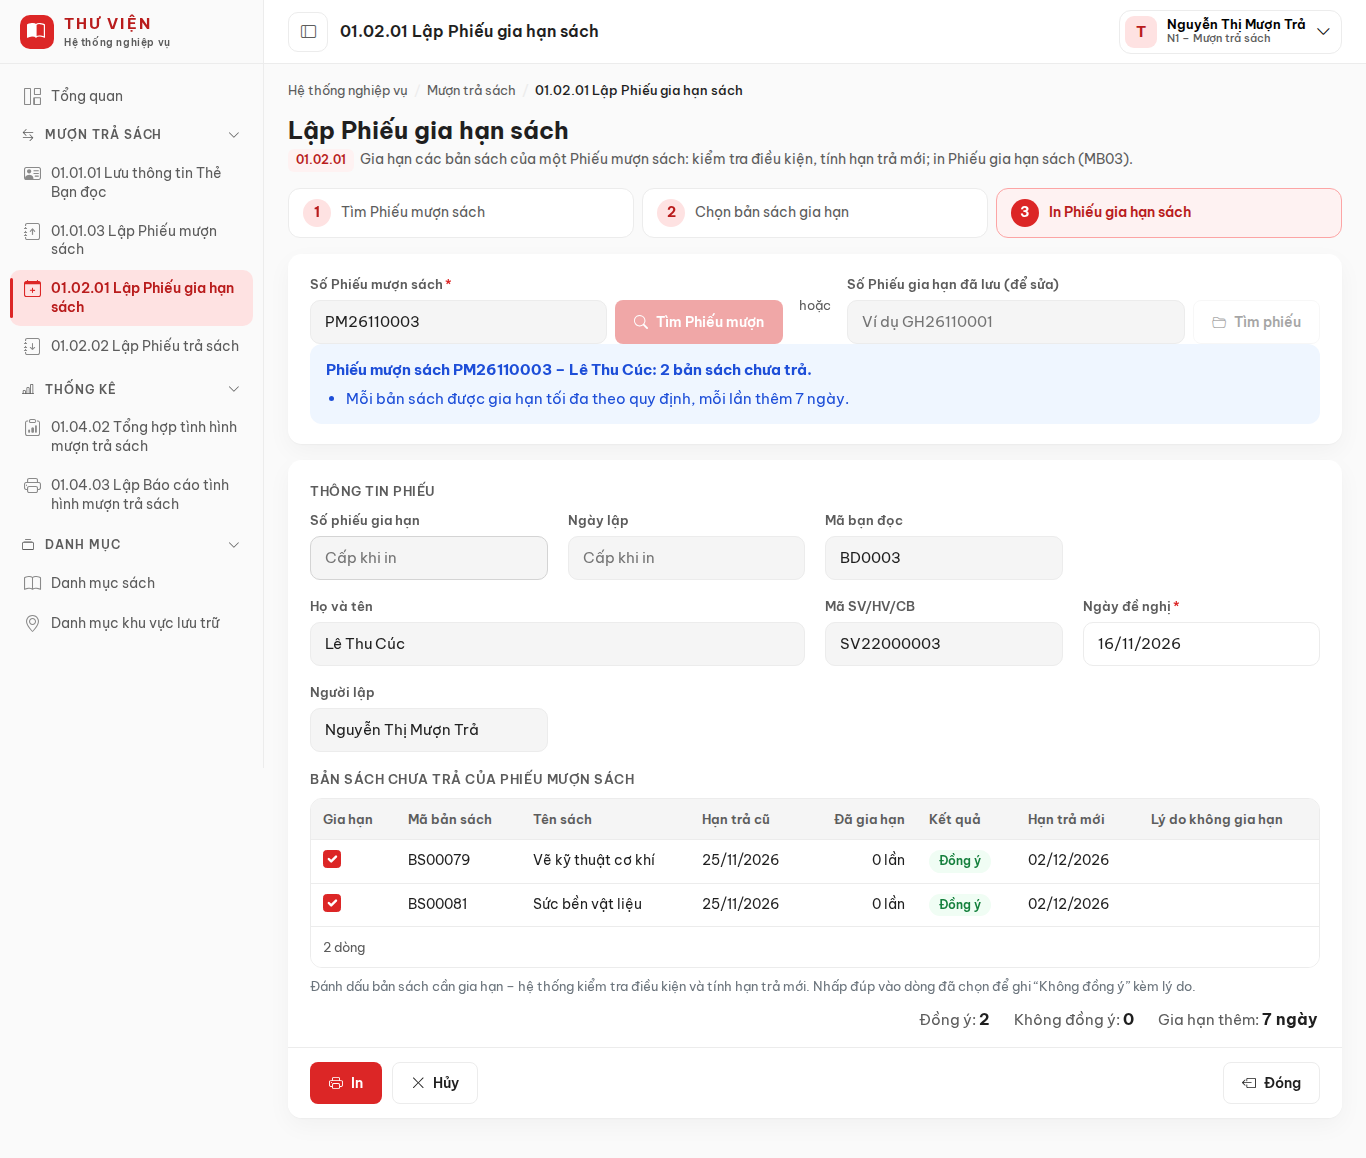 THƯ VIỆN
Hệ thống nghiệp vụ
01.02.01 Lập Phiếu gia hạn sách
T
Nguyễn Thị Mượn Trả
N1 – Mượn trả sách
Tổng quan
MƯỢN TRẢ SÁCH
01.01.01 Lưu thông tin Thẻ
Bạn đọc
01.01.03 Lập Phiếu mượn
sách
01.02.01 Lập Phiếu gia hạn
sách
01.02.02 Lập Phiếu trả sách
THỐNG KÊ
01.04.02 Tổng hợp tình hình
mượn trả sách
01.04.03 Lập Báo cáo tình
hình mượn trả sách
DANH MỤC
Danh mục sách
Danh mục khu vực lưu trữ
Hệ thống nghiệp vụ / Mượn trả sách / 01.02.01 Lập Phiếu gia hạn sách
Lập Phiếu gia hạn sách
01.02.01 Gia hạn các bản sách của một Phiếu mượn sách: kiểm tra điều kiện, tính hạn trả mới; in Phiếu gia hạn sách (MB03).
1 Tìm Phiếu mượn sách
2 Chọn bản sách gia hạn
3 In Phiếu gia hạn sách
Số Phiếu mượn sách *
PM26110003
Tìm Phiếu mượn
hoặc
Số Phiếu gia hạn đã lưu (để sửa)
Ví dụ GH26110001
Tìm phiếu
Phiếu mượn sách PM26110003 – Lê Thu Cúc: 2 bản sách chưa trả.
• Mỗi bản sách được gia hạn tối đa theo quy định, mỗi lần thêm 7 ngày.
THÔNG TIN PHIẾU
Số phiếu gia hạn
Cấp khi in
Ngày lập
Cấp khi in
Mã bạn đọc
BD0003
Họ và tên
Lê Thu Cúc
Mã SV/HV/CB
SV22000003
Ngày đề nghị *
16/11/2026
Người lập
Nguyễn Thị Mượn Trả
BẢN SÁCH CHƯA TRẢ CỦA PHIẾU MƯỢN SÁCH
Gia hạn Mã bản sách Tên sách Hạn trả cũ Đã gia hạn Kết quả Hạn trả mới Lý do không gia hạn
BS00079 Vẽ kỹ thuật cơ khí 25/11/2026 0 lần Đồng ý 02/12/2026
BS00081 Sức bền vật liệu 25/11/2026 0 lần Đồng ý 02/12/2026
2 dòng
Đánh dấu bản sách cần gia hạn – hệ thống kiểm tra điều kiện và tính hạn trả mới. Nhấp đúp vào dòng đã chọn để ghi “Không đồng ý” kèm lý do.
Đồng ý: 2 Không đồng ý: 0 Gia hạn thêm: 7 ngày
In
Hủy
Đóng